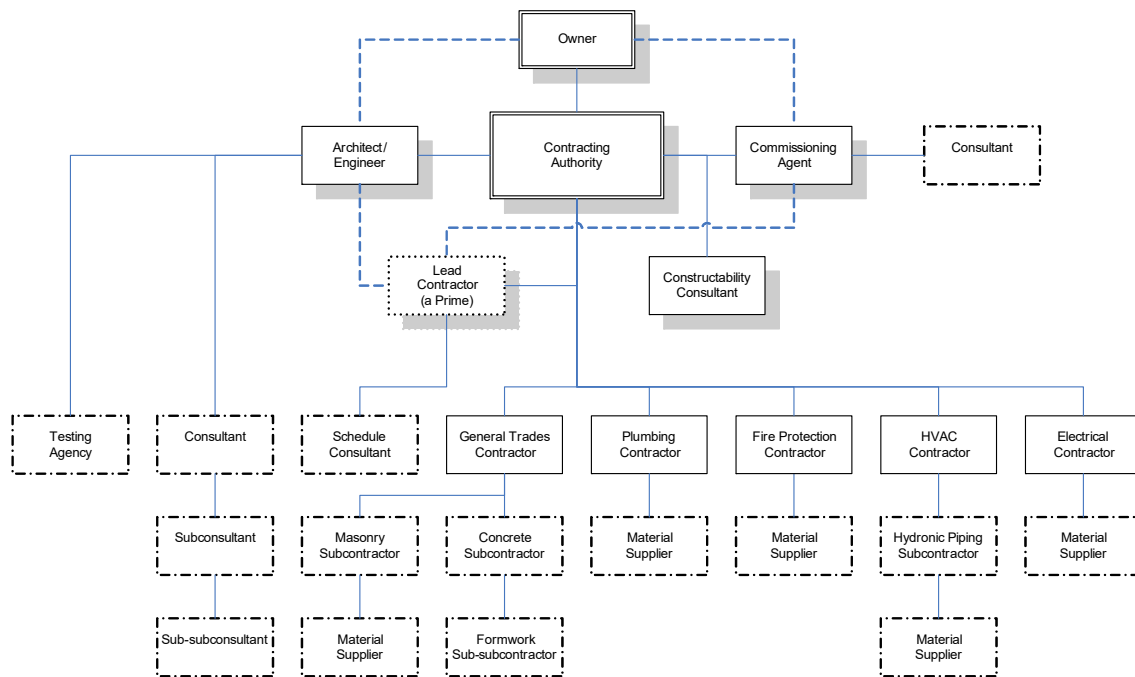 Owner
Architect/
Engineer
Contracting
Authority
Commissioning
Agent
Consultant
Lead
Contractor
(a Prime)
Constructability
Consultant
Testing
Agency
Consultant
Schedule
Consultant
General Trades
Contractor
Plumbing
Contractor
Fire Protection
Contractor
HVAC
Contractor
Electrical
Contractor
Subconsultant
Masonry
Subcontractor
Concrete
Subcontractor
Material
Supplier
Material
Supplier
Hydronic Piping
Subcontractor
Material
Supplier
Sub-subconsultant
Material
Supplier
Formwork
Sub-subcontractor
Material
Supplier